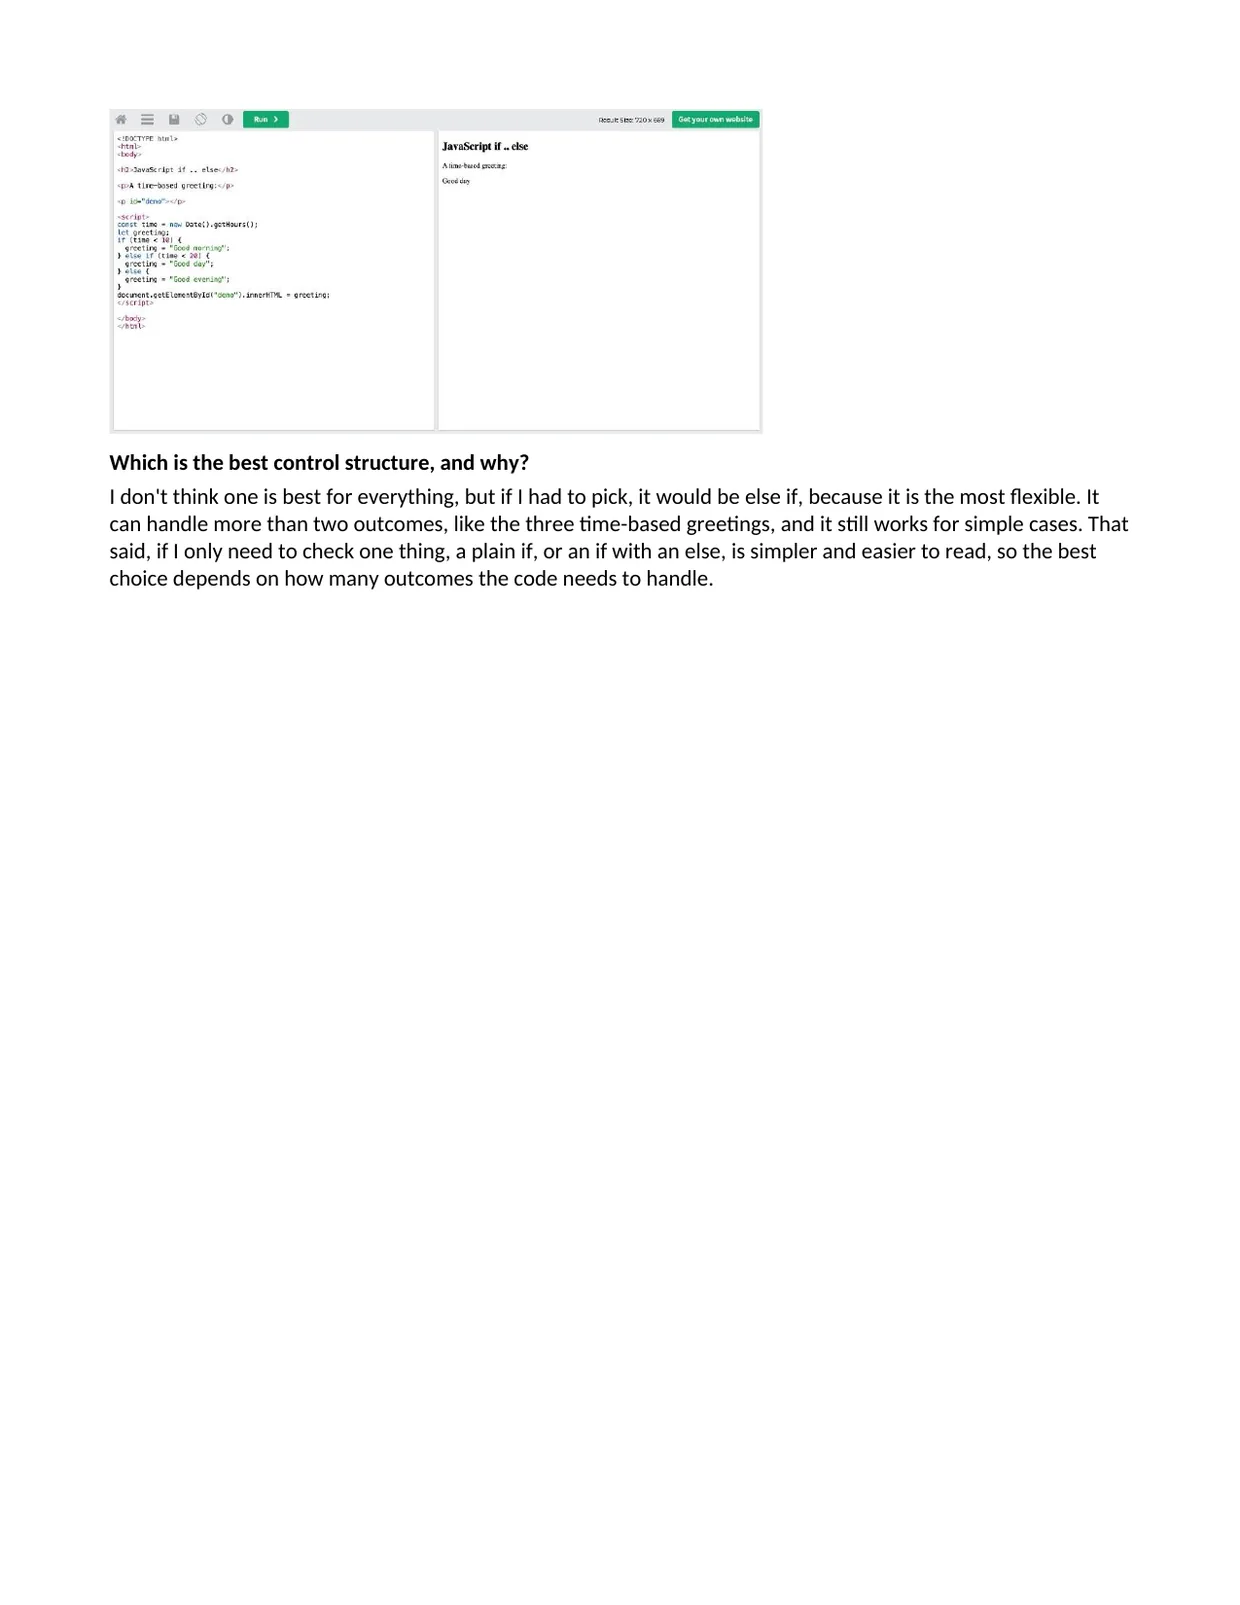 Run ❯
Result Size: 720 x 669
Get your own website
<!DOCTYPE html>
<html>
<body>
<h2>JavaScript if .. else</h2>
<p>A time-based greeting:</p>
<p id="demo"></p>
<script>
const time = new Date().getHours();
let greeting;
if (time < 10) {
  greeting = "Good morning";
} else if (time < 20) {
  greeting = "Good day";
} else {
  greeting = "Good evening";
}
document.getElementById("demo").innerHTML = greeting;
</script>
</body>
</html>
JavaScript if .. else
A time-based greeting:
Good day
Which is the best control structure, and why?
I don't think one is best for everything, but if I had to pick, it would be else if, because it is the most flexible. It
can handle more than two outcomes, like the three time-based greetings, and it still works for simple cases. That
said, if I only need to check one thing, a plain if, or an if with an else, is simpler and easier to read, so the best
choice depends on how many outcomes the code needs to handle.